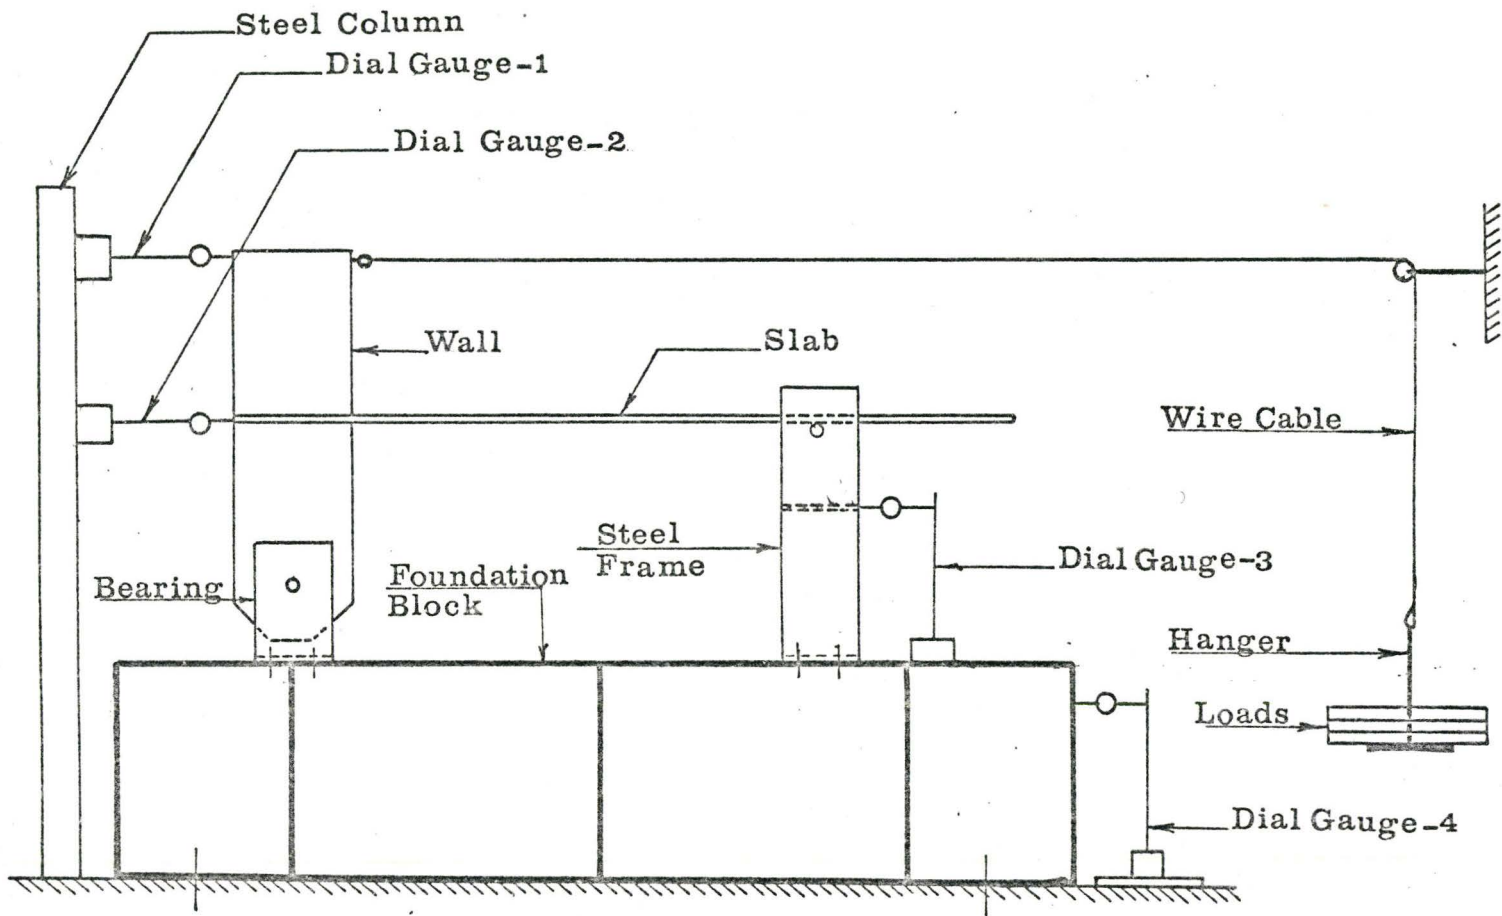 Steel Column
Dial Gauge-1
Dial Gauge-2
Wall
Slab
Wire Cable
Steel
Frame
Dial Gauge-3
Bearing
Foundation
Block
Hanger
Loads
Dial Gauge-4